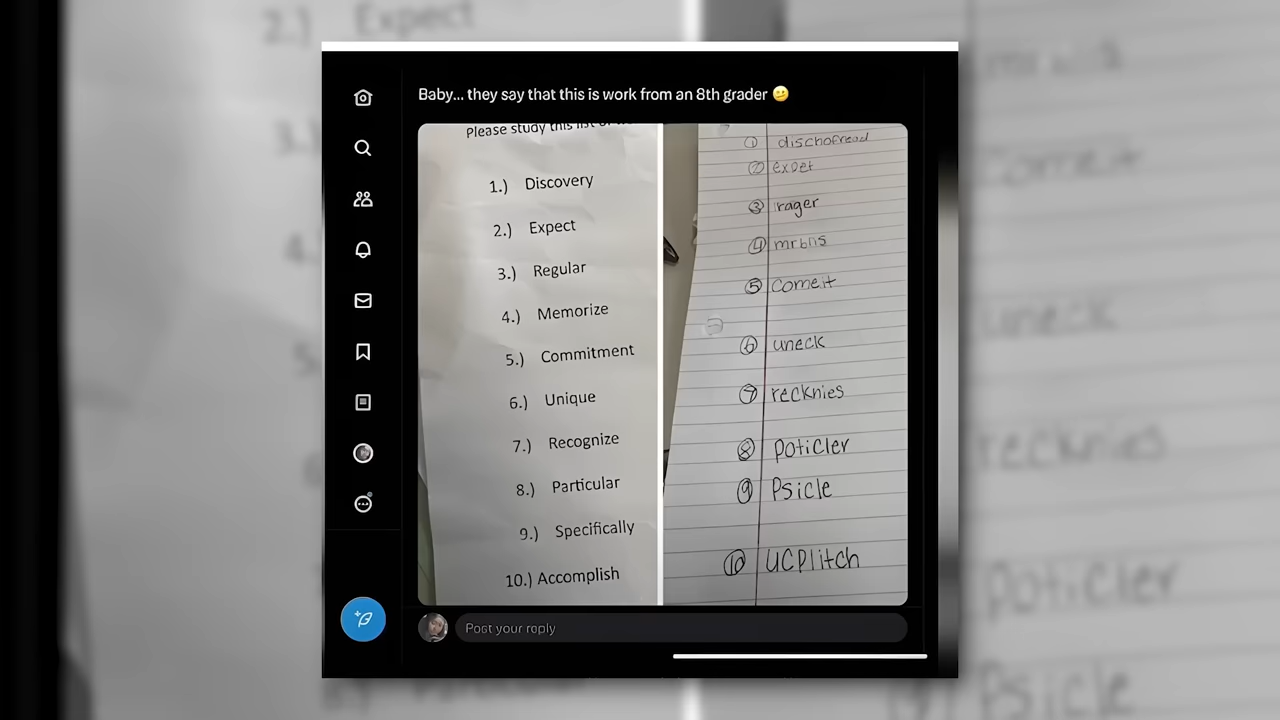 Baby... they say that this is work from an 8th grader 🫤
Please study this list of
1.) Discovery
2.) Expect
3.) Regular
4.) Memorize
5.) Commitment
6.) Unique
7.) Recognize
8.) Particular
9.) Specifically
10.) Accomplish
① dischofread
② expet
③ rager
④ mrblis
⑤ Comeit
⑥ uneck
⑦ recknies
⑧ poticler
⑨ Psicle
⑩ UCPlitch
Post your reply